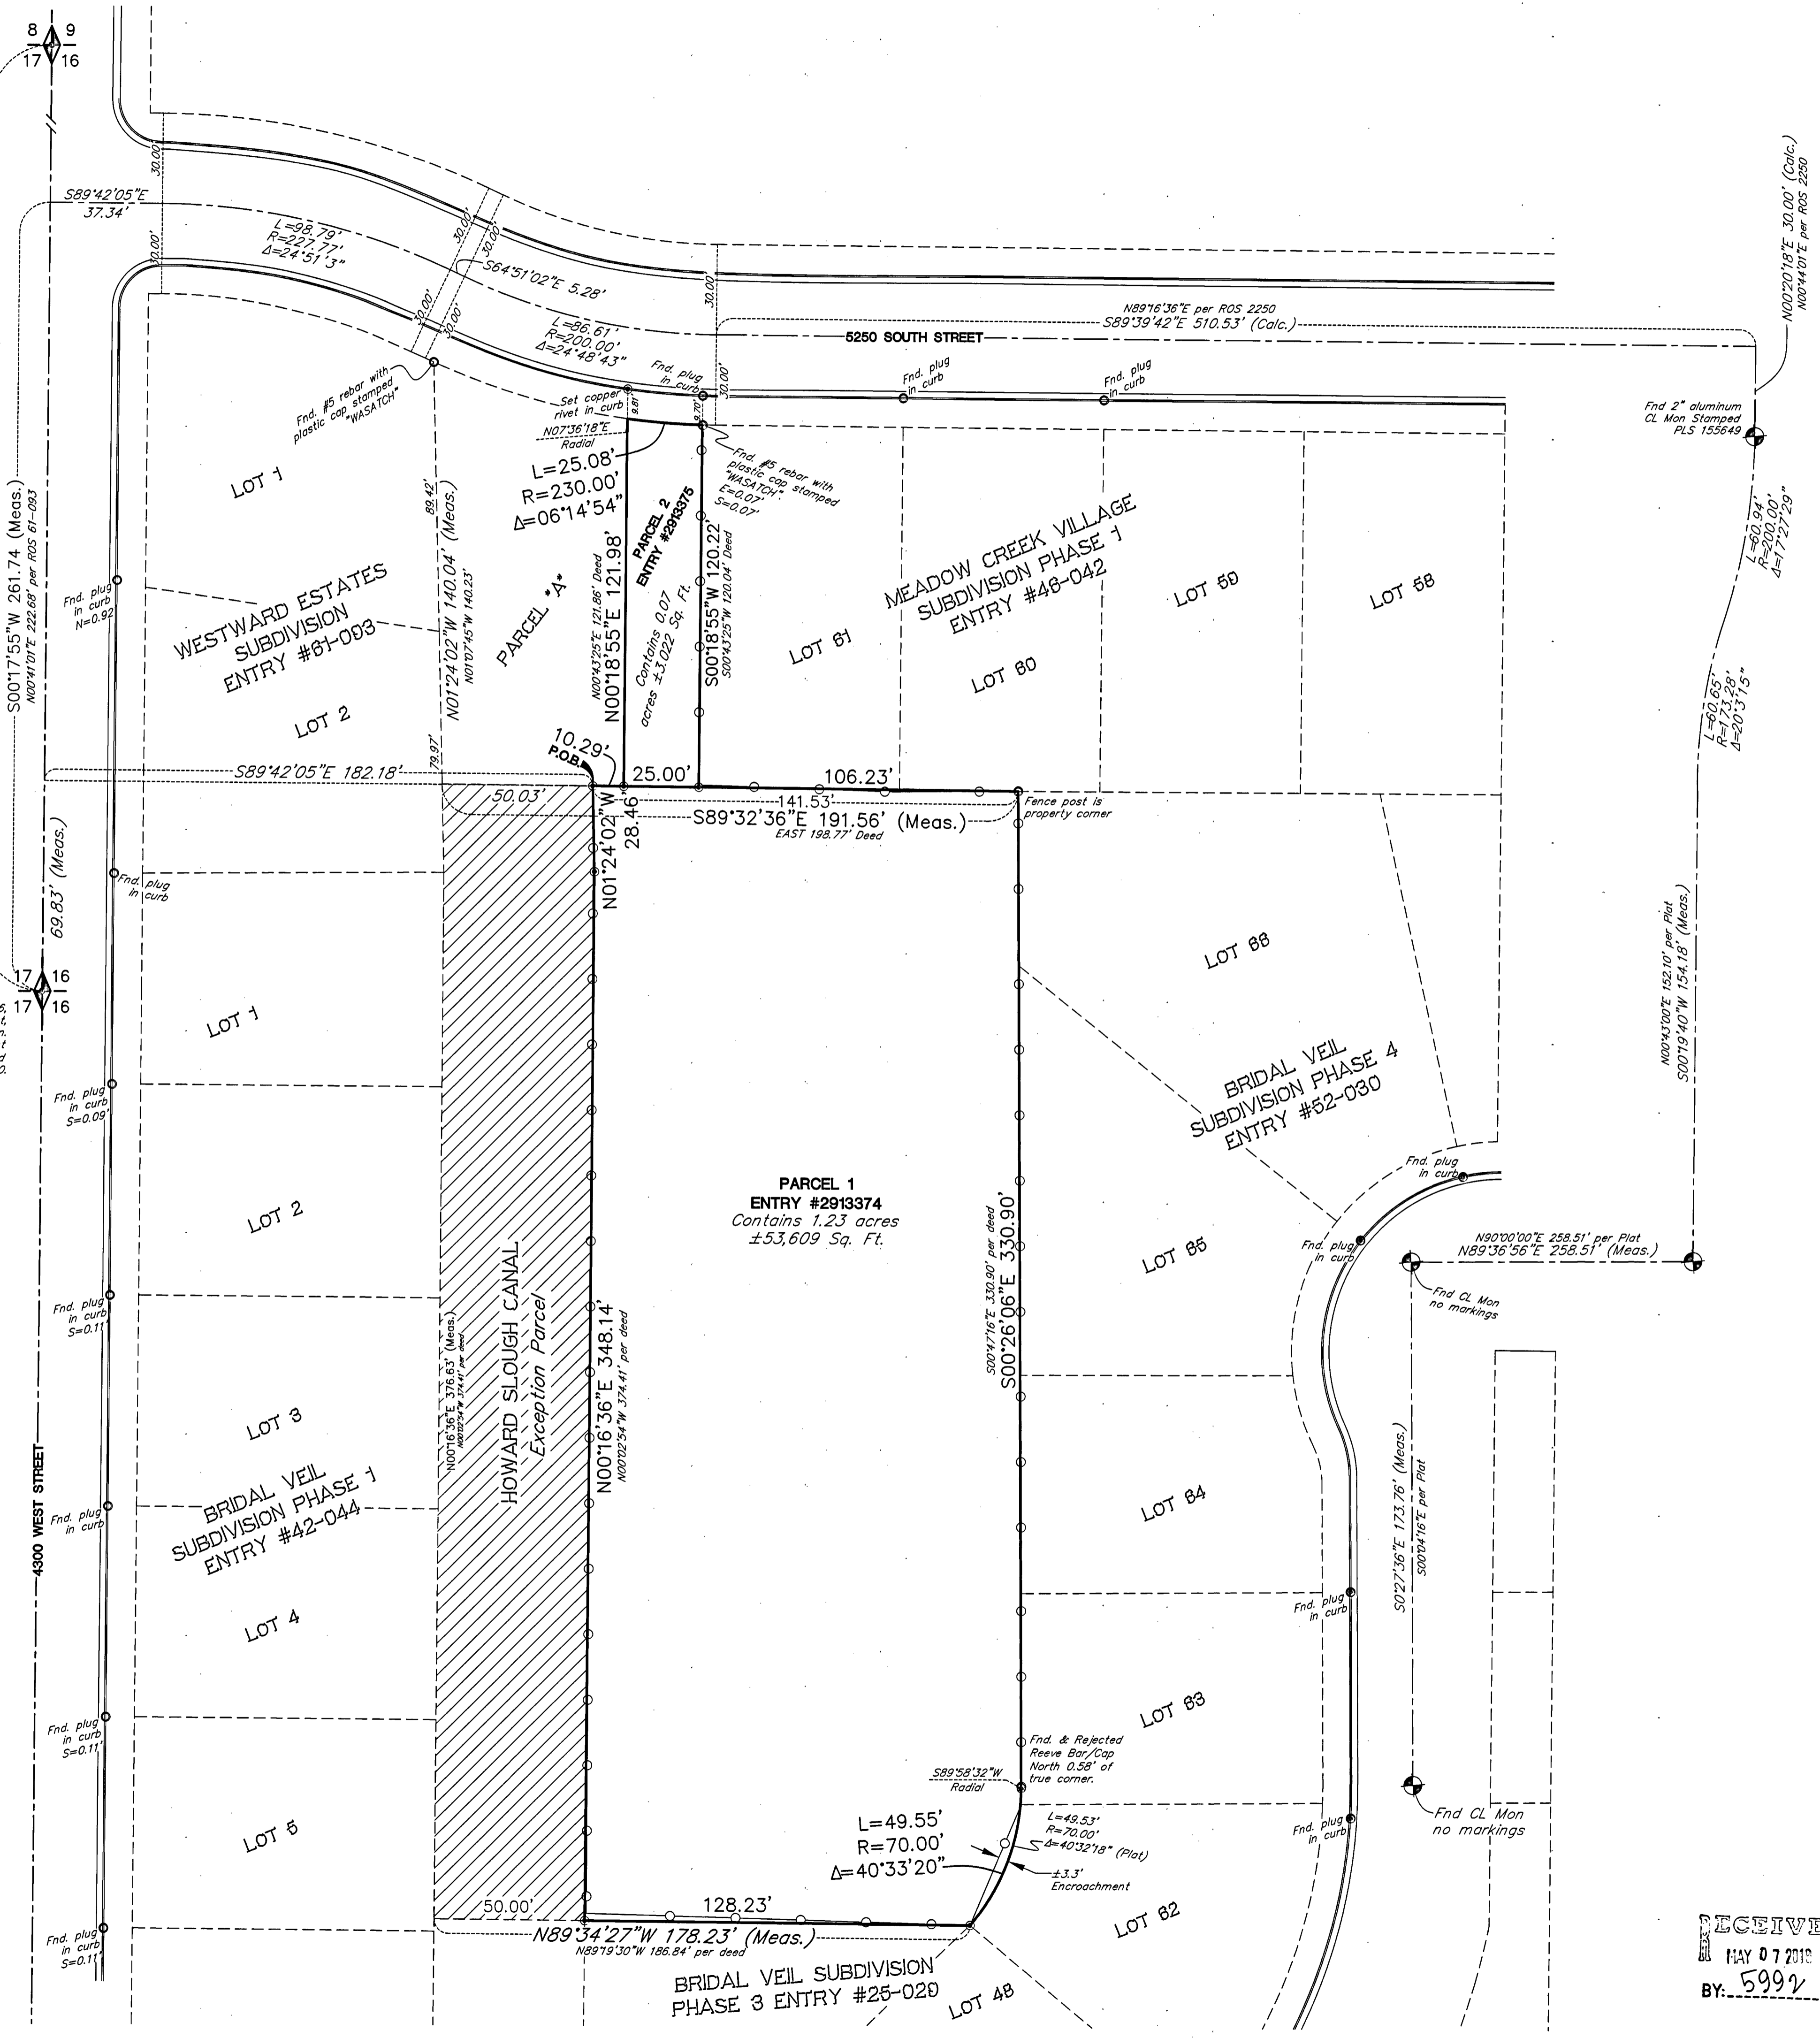 8 9
17 16
S89°42'05"E
37.34'
30.00'
30.00'
L=98.79'
R=227.77'
Δ=24°51'3"
30.00'
30.00'
S64°51'02"E 5.28'
30.00'
30.00'
L=86.61'
R=200.00'
Δ=24°48'43"
30.00'
30.00'
N89°16'36"E per ROS 2250
S89°39'42"E 510.53' (Calc.)
5250 SOUTH STREET
N00°20'18"E 30.00' (Calc.)
N00°44'01"E per ROS 2250
Fnd 2" aluminum
CL Mon Stamped
PLS 155649
Fnd. #5 rebar with
plastic cap stamped
"WASATCH"
Set copper
rivet in curb
Fnd. plug
in curb
Fnd. plug
in curb
Fnd. plug
in curb
9.81'
9.70'
N07°36'18"E
Radial
L=25.08'
R=230.00'
Δ=06°14'54"
Fnd. #5 rebar with
plastic cap stamped
"WASATCH".
E=0.07'
S=0.07'
L=60.94'
R=200.00'
Δ=17°27'29"
L=60.65'
R=173.28'
Δ=20°3'15"
S00°17'55"W 261.74 (Meas.)
N00°41'01"E 222.68' per ROS 61-093
LOT 1
89.42'
N01°24'02"W 140.04' (Meas.)
N01°07'45"W 140.23'
79.97'
Fnd. plug
in curb
N=0.92'
WESTWARD ESTATES
SUBDIVISION
ENTRY #61-093
LOT 2
PARCEL "A"
N00°43'25"E 121.86' Deed
N00°18'55"E 121.98'
PARCEL 2
ENTRY #2913375
Contains 0.07
acres ±3,022 Sq. Ft.
S00°18'55"W 120.22'
S00°43'25"W 120.04' Deed
MEADOW CREEK VILLAGE
SUBDIVISION PHASE 1
ENTRY #46-042
LOT 61
LOT 60
LOT 59
LOT 58
10.29'
P.O.B.
25.00'
106.23'
S89°42'05"E 182.18'
50.03'
141.53'
S89°32'36"E 191.56' (Meas.)
EAST 198.77' Deed
Fence post is
property corner
N01°24'02"W
28.46'
69.83' (Meas.)
17 16
17 16
Fnd. plug
in curb
LOT 1
Fnd. plug
in curb
S=0.09'
LOT 2
Fnd. plug
in curb
S=0.11'
LOT 3
BRIDAL VEIL
SUBDIVISION PHASE 1
ENTRY #42-044
Fnd. plug
in curb
LOT 4
4300 WEST STREET
Fnd. plug
in curb
S=0.11'
LOT 5
Fnd. plug
in curb
S=0.11'
N00°16'36"E 376.63' (Meas.)
N00°02'54"W 374.41' per deed
HOWARD SLOUGH CANAL
Exception Parcel
N00°16'36"E 348.14'
N00°02'54"W 374.41' per deed
PARCEL 1
ENTRY #2913374
Contains 1.23 acres
±53,609 Sq. Ft.
S00°47'16"E 330.90' per deed
S00°26'06"E 330.90'
LOT 66
BRIDAL VEIL
SUBDIVISION PHASE 4
ENTRY #52-030
LOT 65
Fnd. plug
in curb
Fnd. plug
in curb
N00°43'00"E 152.10' per Plat
S00°19'40"W 154.18' (Meas.)
N90°00'00"E 258.51' per Plat
N89°36'56"E 258.51' (Meas.)
Fnd CL Mon
no markings
LOT 64
S0°27'36"E 173.76' (Meas.)
S00°04'16"E per Plat
Fnd. plug
in curb
LOT 63
Fnd. & Rejected
Reeve Bar/Cap
North 0.58' of
true corner.
S89°58'32"W
Radial
L=49.55'
R=70.00'
Δ=40°33'20"
L=49.53'
R=70.00'
Δ=40°32'18" (Plat)
±3.3'
Encroachment
Fnd. plug
in curb
Fnd CL Mon
no markings
LOT 62
50.00'
128.23'
N89°34'27"W 178.23' (Meas.)
N89°19'30"W 186.84' per deed
BRIDAL VEIL SUBDIVISION
PHASE 3 ENTRY #25-029
LOT 48
RECEIVE
MAY 07 2018
BY: 5992